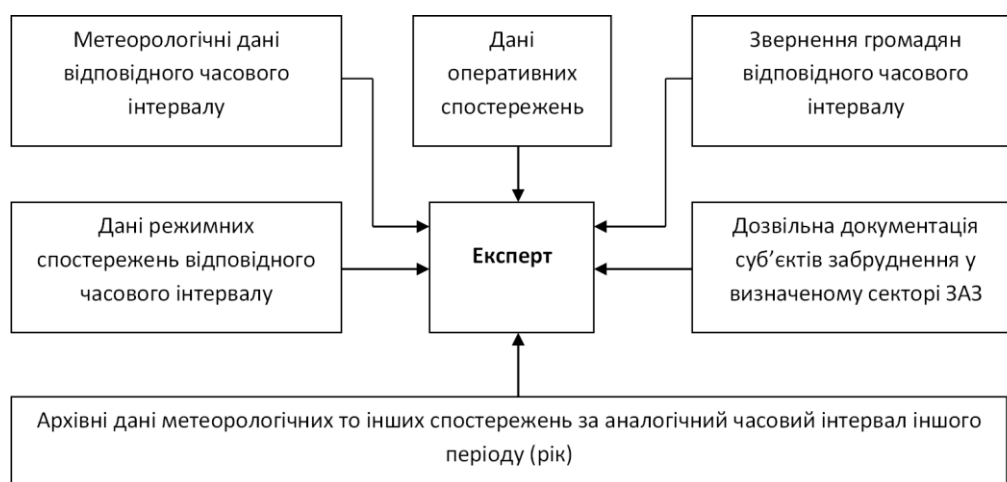 Метеорологічні дані
відповідного часового
інтервалу
Дані
оперативних
спостережень
Звернення громадян
відповідного часового
інтервалу
Дані режимних
спостережень відповідного
часового інтервалу
Експерт
Дозвільна документація
суб’єктів забруднення у
визначеному секторі ЗАЗ
Архівні дані метеорологічних то інших спостережень за аналогічний часовий інтервал іншого
періоду (рік)